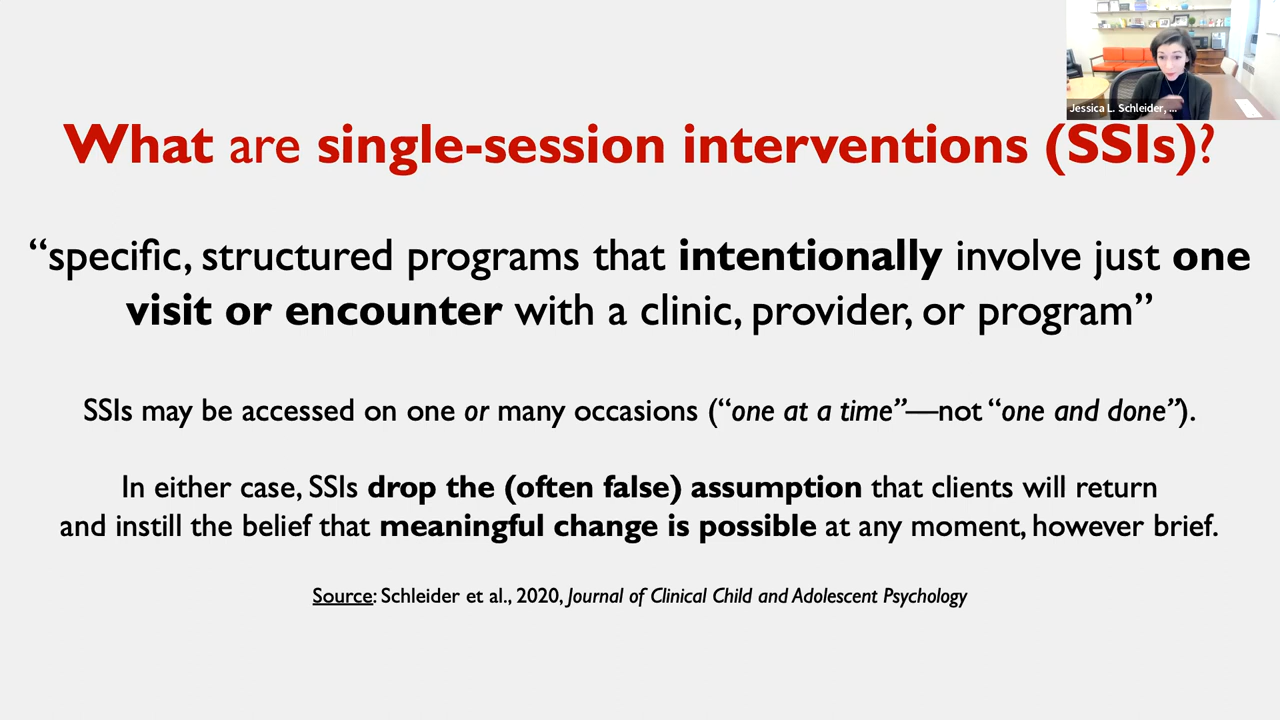 Jessica L. Schleider, ...
What are single-session interventions (SSIs)?
“specific, structured programs that intentionally involve just one
visit or encounter with a clinic, provider, or program”
SSIs may be accessed on one or many occasions (“one at a time”—not “one and done”).
In either case, SSIs drop the (often false) assumption that clients will return
and instill the belief that meaningful change is possible at any moment, however brief.
Source: Schleider et al., 2020, Journal of Clinical Child and Adolescent Psychology